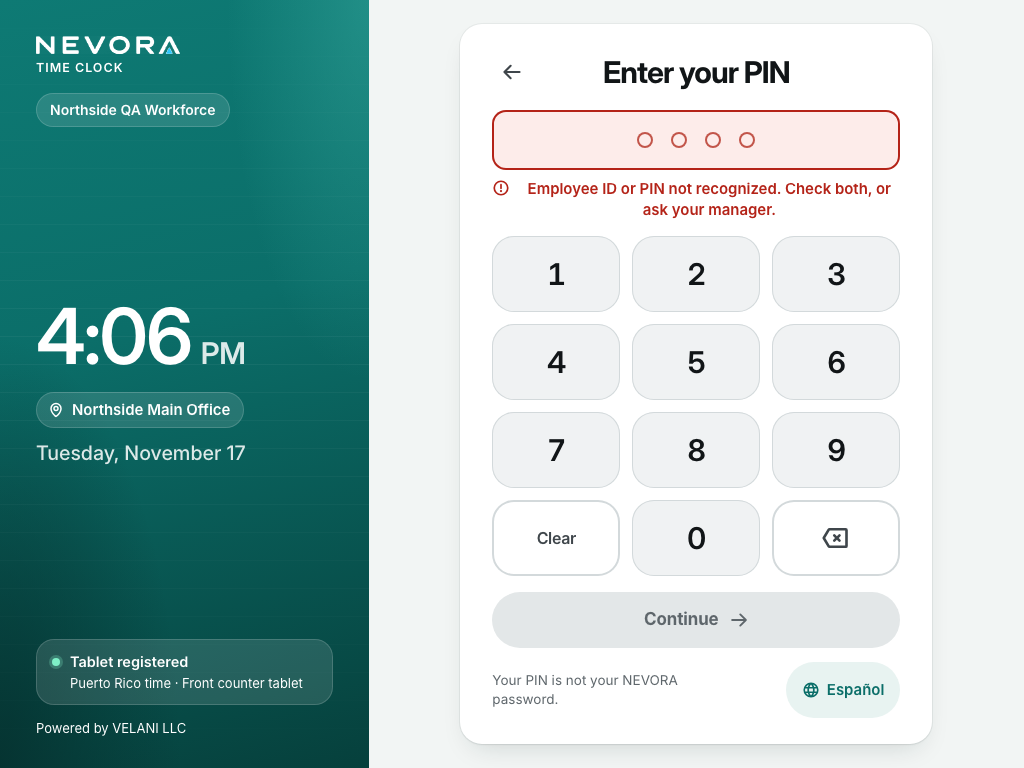 NEVORA
TIME CLOCK
Northside QA Workforce
4:06 PM
Northside Main Office
Tuesday, November 17
Tablet registered
Puerto Rico time · Front counter tablet
Powered by VELANI LLC
Enter your PIN
Employee ID or PIN not recognized. Check both, or
ask your manager.
1 2 3
4 5 6
7 8 9
Clear 0
Continue
Your PIN is not your NEVORA
password.
Español